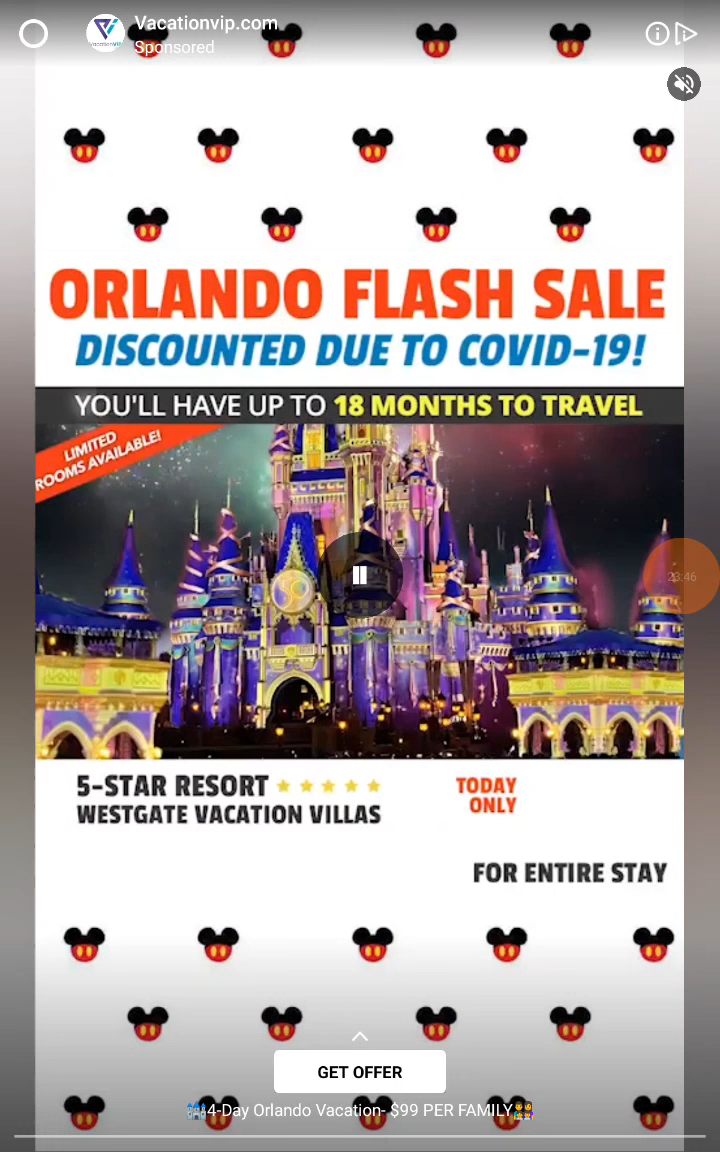 Vacationvip.com
Sponsored
ORLANDO FLASH SALE
DISCOUNTED DUE TO COVID-19!
YOU'LL HAVE UP TO 18 MONTHS TO TRAVEL
LIMITED
ROOMS AVAILABLE!
23:46
5-STAR RESORT
WESTGATE VACATION VILLAS
TODAY
ONLY
FOR ENTIRE STAY
GET OFFER
🏰4-Day Orlando Vacation- $99 PER FAMILY👨‍👩‍👧‍👦